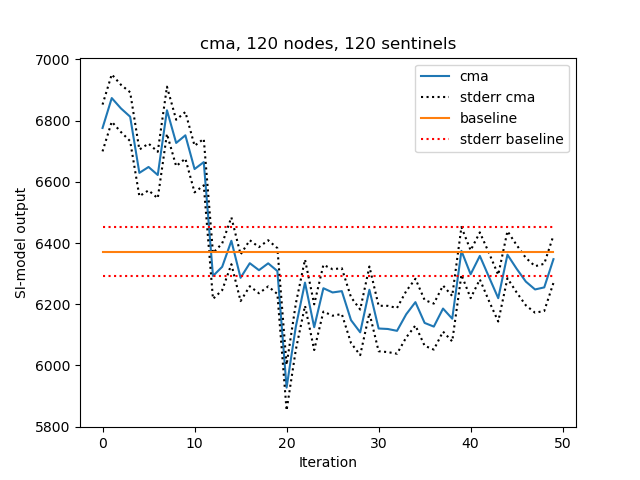 cma, 120 nodes, 120 sentinels
7000
6800
6600
6400
6200
6000
5800
SI-model output
cma
stderr cma
baseline
stderr baseline
0
10
20
30
40
50
Iteration